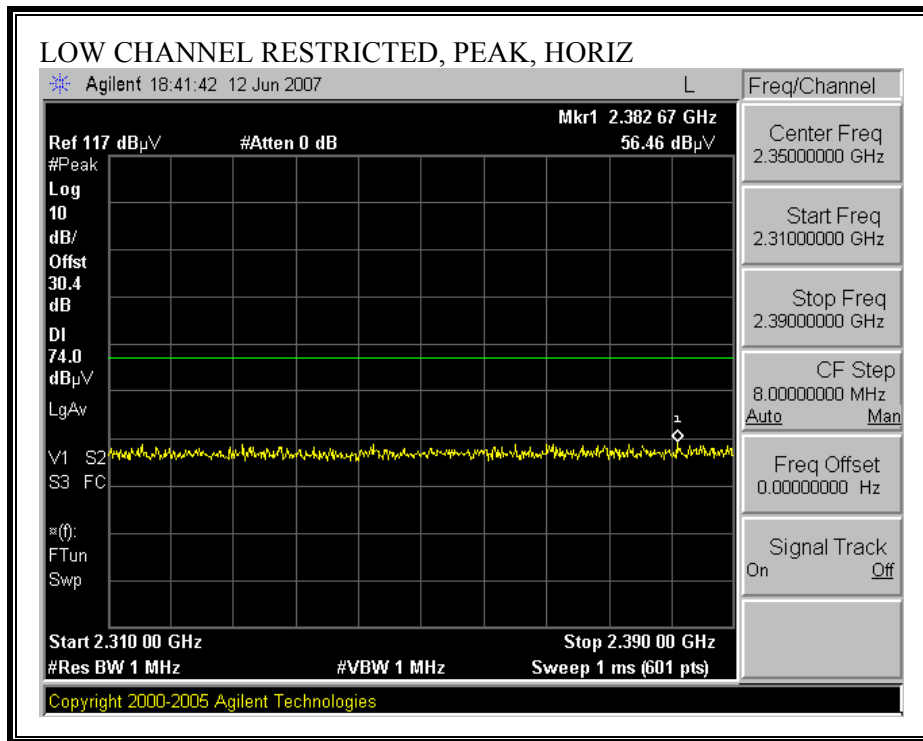 LOW CHANNEL RESTRICTED, PEAK, HORIZ
Agilent 18:41:42 12 Jun 2007 L
Freq/Channel
Mkr1 2.382 67 GHz
Ref 117 dBµV #Atten 0 dB 56.46 dBµV
#Peak
Log
10
dB/
Offst
30.4
dB
DI
74.0
dBµV
LgAv
1
V1 S2
S3 FC
¤(f):
FTun
Swp
Start 2.310 00 GHz Stop 2.390 00 GHz
#Res BW 1 MHz #VBW 1 MHz Sweep 1 ms (601 pts)
Center Freq
2.35000000 GHz
Start Freq
2.31000000 GHz
Stop Freq
2.39000000 GHz
CF Step
8.00000000 MHz
Auto Man
Freq Offset
0.00000000 Hz
Signal Track
On Off
Copyright 2000-2005 Agilent Technologies